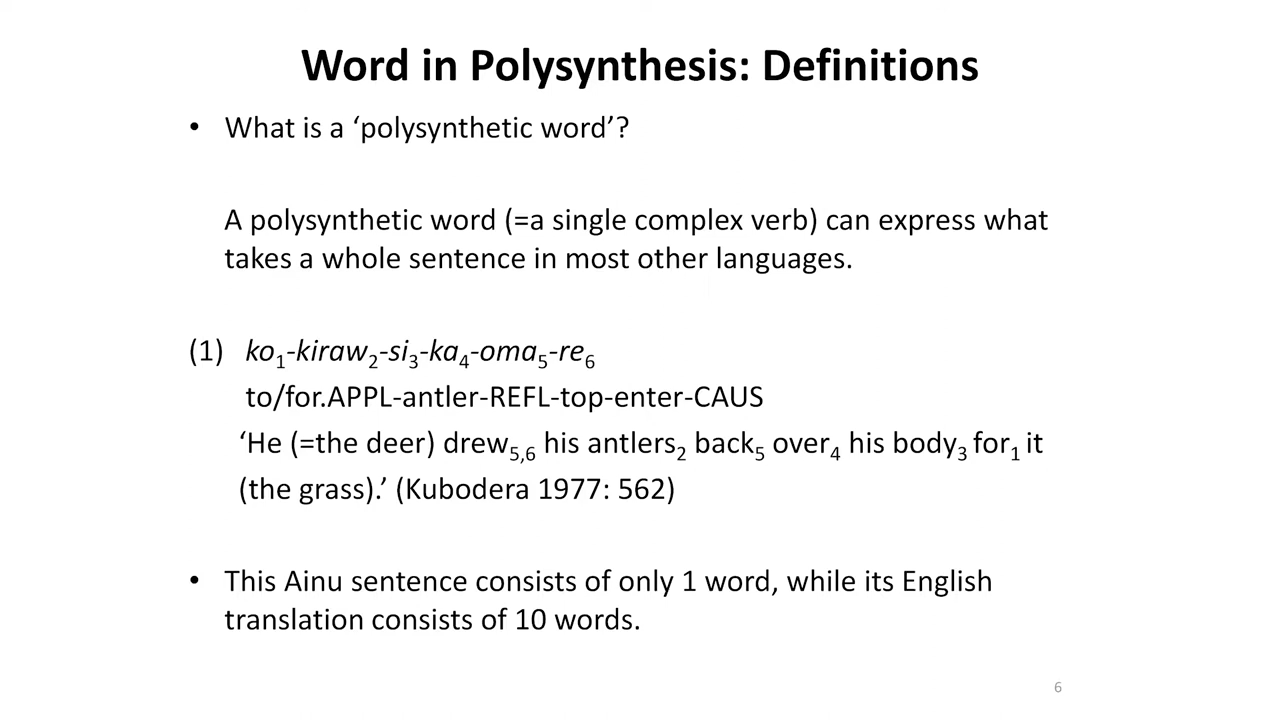 Word in Polysynthesis: Definitions
• What is a ‘polysynthetic word’?
A polysynthetic word (=a single complex verb) can express what
takes a whole sentence in most other languages.
(1) ko₁-kiraw₂-si₃-ka₄-oma₅-re₆
to/for.APPL-antler-REFL-top-enter-CAUS
‘He (=the deer) drew₅,₆ his antlers₂ back₅ over₄ his body₃ for₁ it
(the grass).’ (Kubodera 1977: 562)
• This Ainu sentence consists of only 1 word, while its English
translation consists of 10 words.
6